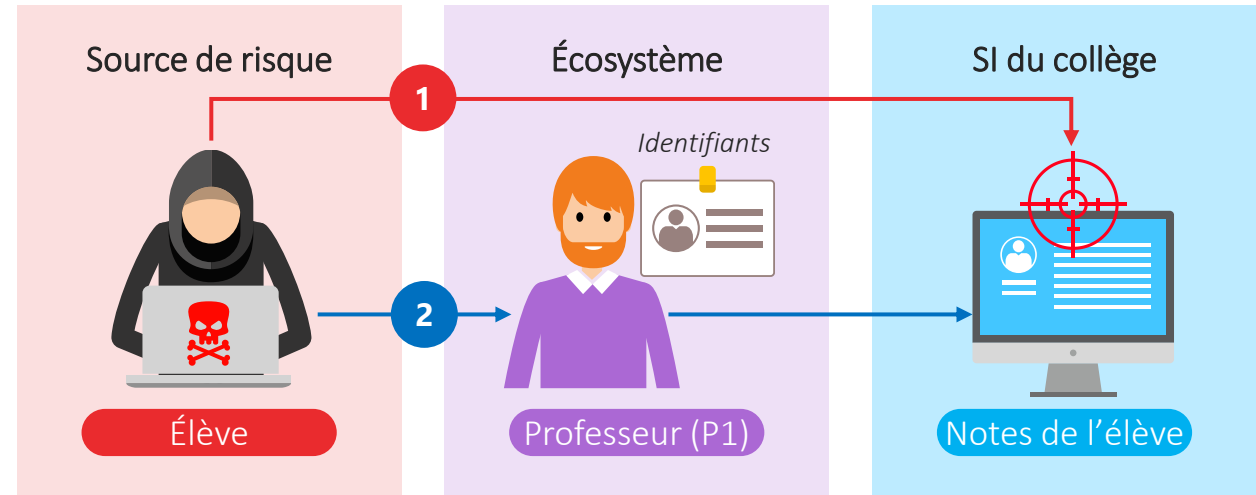 Source de risque
Écosystème
SI du collège
1
Identifiants
2
Élève
Professeur (P1)
Notes de l'élève